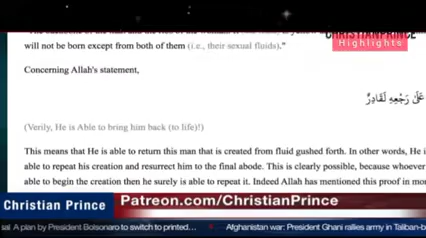 CHRISTIANPRINCE
Highlights
will not be born except from both of them (i.e., their sexual fluids)."
Concerning Allah's statement,
عَلَىٰ رَجْعِهِ لَقَادِرٌ
(Verily, He is Able to bring him back (to life)!)
This means that He is able to return this man that is created from fluid gushed forth. In other words, He i
able to repeat his creation and resurrect him to the final abode. This is clearly possible, because whoever
able to begin the creation then he surely is able to repeat it. Indeed Allah has mentioned this proof in mor
Christian Prince
Patreon.com/ChristianPrince
sal A plan by President Bolsonaro to switch to printed...
Afghanistan war: President Ghani rallies army in Taliban-b